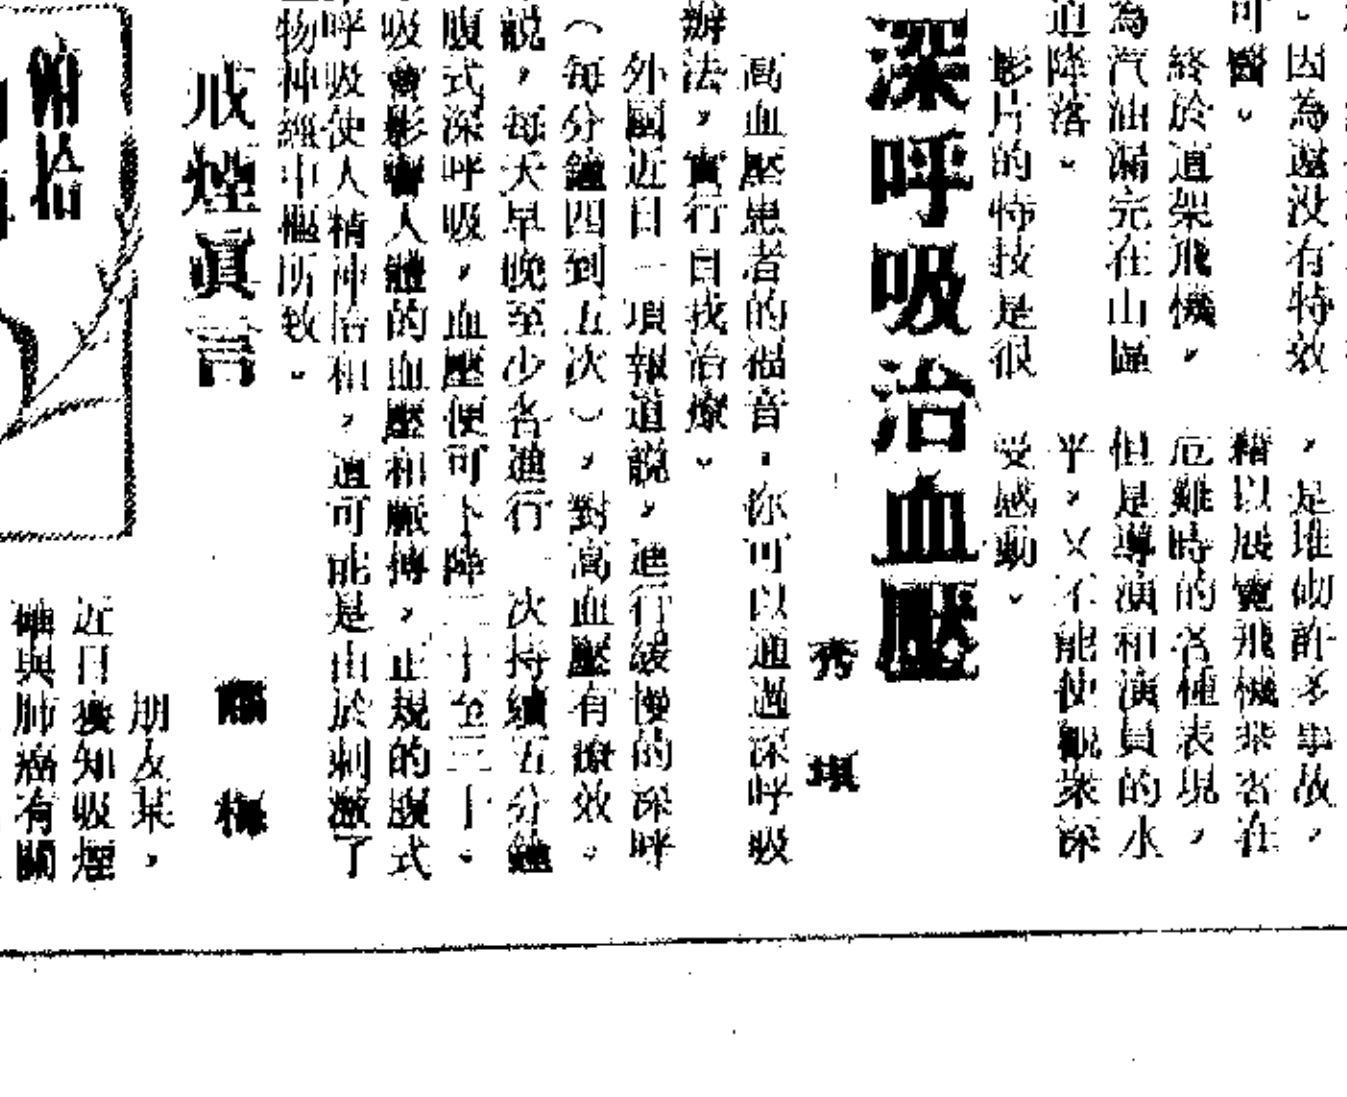 ，因為還没有特效
可醫。
終於這架飛機，
為汽油漏完在山區
道降落。
影片的特技是很
，是堆砌許多事故，
藉以展覽飛機乘客在
危難時的各種表現，
但是導演和演員的水
平，又不能使觀衆深
受感動。
深呼吸治血壓
秀琪
高血壓患者的福音，你可以通過深呼吸
辦法，實行自我治療。
外國近日一項報道說，進行緩慢的深呼
（每分鐘四到五次），對高血壓有療效。
說，每天早晚至少各進行一次持續五分鐘
腹式深呼吸，血壓便可下降二十至三十。
吸會影響人體的血壓和脈搏，正規的腹式
呼吸使人精神怡和，這可能是由於刺激了
物神經中樞所致。
戒煙眞言
梅
朋友某，
近日獲知吸煙
與肺癌有關
拾